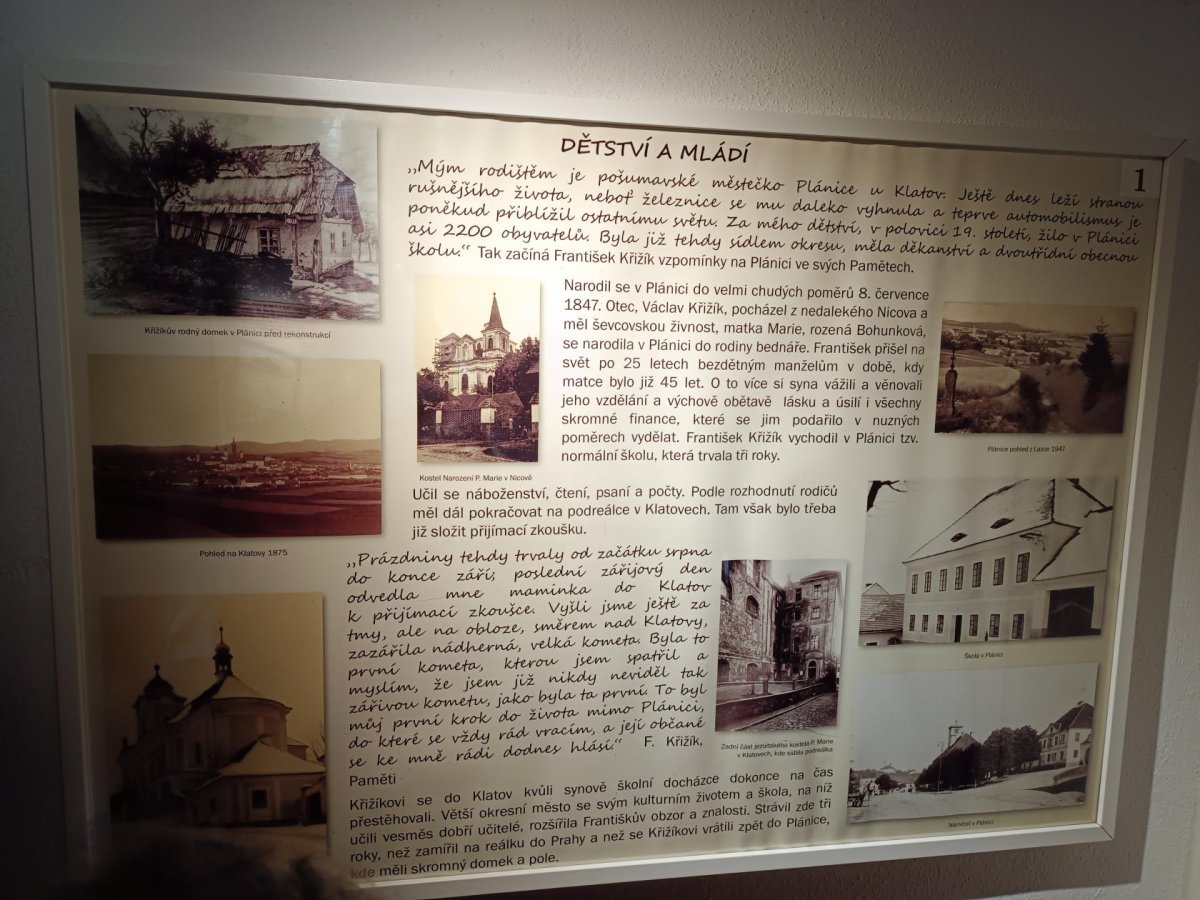 DĚTSTVÍ A MLÁDÍ
1
„Mým rodištěm je pošumavské městečko Plánice u Klatov. Ještě dnes leží stranou
rušnějšího života, neboť železnice se mu daleko vyhnula a teprve automobilismus je
poněkud přiblížil ostatnímu světu. Za mého dětství, v polovici 19. století, žilo v Plánici
asi 2200 obyvatelů. Byla již tehdy sídlem okresu, měla děkanství a dvoutřídní obecnou
školu.“ Tak začíná František Křižík vzpomínky na Plánici ve svých Pamětech.
Křižíkův rodný domek v Plánici před rekonstrukcí
Narodil se v Plánici do velmi chudých poměrů 8. července
1847. Otec, Václav Křižík, pocházel z nedalekého Nicova a
měl ševcovskou živnost, matka Marie, rozená Bohunková,
se narodila v Plánici do rodiny bednáře. František přišel na
svět po 25 letech bezdětným manželům v době, kdy
matce bylo již 45 let. O to více si syna vážili a věnovali
jeho vzdělání a výchově obětavě lásku a úsilí i všechny
skromné finance, které se jim podařilo v nuzných
poměrech vydělat. František Křižík vychodil v Plánici tzv.
normální školu, která trvala tři roky.
Kostel Narození P. Marie v Nicově
Plánice pohled z Lazce 1947
Učil se náboženství, čtení, psaní a počty. Podle rozhodnutí rodičů
měl dál pokračovat na podreálce v Klatovech. Tam však bylo třeba
již složit přijímací zkoušku.
Pohled na Klatovy 1875
„Prázdniny tehdy trvaly od začátku srpna
do konce září; poslední zářijový den
odvedla mne maminka do Klatov
k přijímací zkoušce. Vyšli jsme ještě za
tmy, ale na obloze, směrem nad Klatovy,
zazářila nádherná, velká kometa. Byla to
první kometa, kterou jsem spatřil a
myslím, že jsem již nikdy neviděl tak
zářivou kometu, jako byla ta první. To byl
můj první krok do života mimo Plánici,
do které se vždy rád vracím, a její občané
se ke mně rádi dodnes hlásí.“ F. Křižík,
Paměti
Škola v Plánici
Zadní část jezuitského kostela P. Marie
v Klatovech, kde sídlila podreálka
Náměstí v Plánici
Křižíkovi se do Klatov kvůli synově školní docházce dokonce na čas
přestěhovali. Větší okresní město se svým kulturním životem a škola, na níž
učili vesměs dobří učitelé, rozšířila Františkův obzor a znalosti. Strávil zde tři
roky, než zamířil na reálku do Prahy a než se Křižíkovi vrátili zpět do Plánice,
kde měli skromný domek a pole.